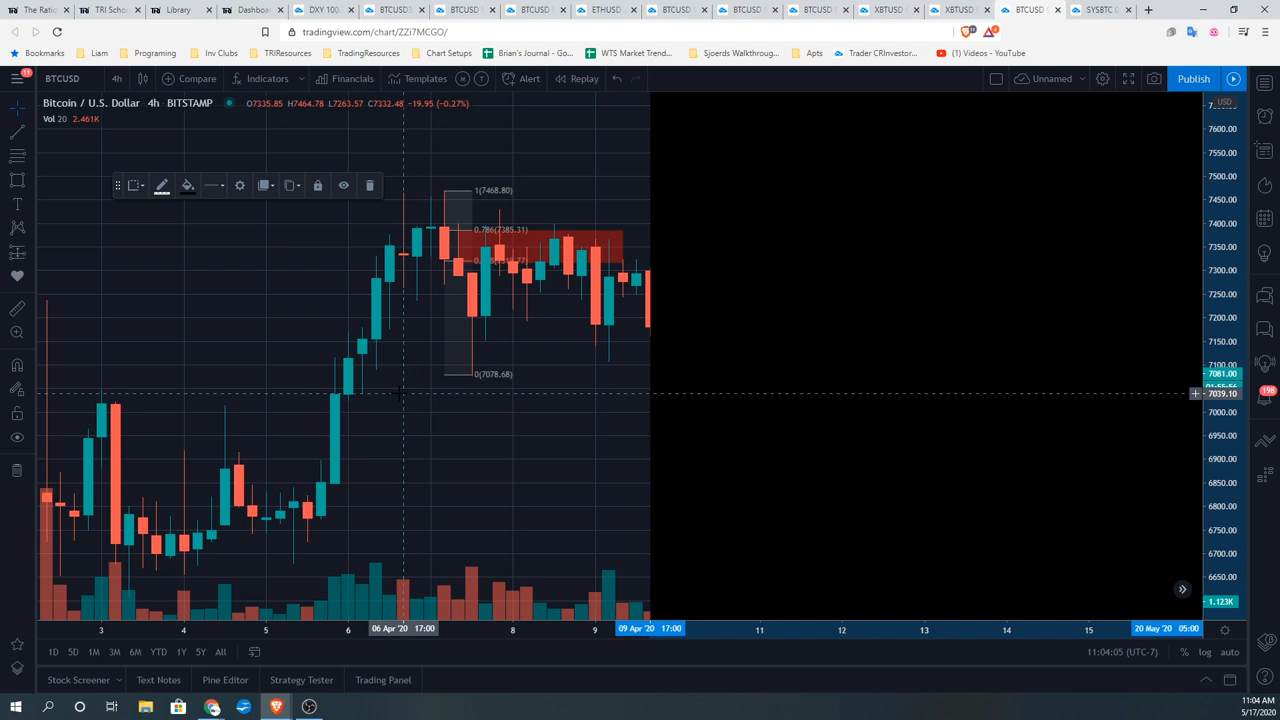 The Ratio
TRI School
Library
Dashboa
DXY 100.
BTCUSD
BTCUSD
BTCUSD
ETHUSD
BTCUSD
BTCUSD
BTCUSD
XBTUSD
XBTUSD
BTCUSD
SYSBTC
tradingview.com/chart/ZZi7MCGO/
Bookmarks Liam Programing Inv Clubs TRIResources TradingResources Chart Setups Brian's Journal - Go... WTS Market Trend... Sjoerds Walkthroug... Apts Trader CRInvestor... (1) Videos - YouTube
11
BTCUSD 4h Compare Indicators Financials Templates M T Alert Replay Unnamed Publish
Bitcoin / U.S. Dollar 4h BITSTAMP O7335.85 H7464.78 L7263.57 C7332.48 -19.95 (-0.27%)
Vol 20 2.461K
USD
7600.00
7550.00
7500.00
7450.00
7400.00
7350.00
7300.00
7250.00
7200.00
7150.00
7100.00
7081.00
7039.10
7000.00
6950.00
6900.00
6850.00
6800.00
6750.00
6700.00
6650.00
1.123K
1(7468.80)
0.786(7385.31)
0(7078.68)
198
3 4 5 6 06 Apr '20 17:00 8 9 09 Apr '20 17:00 11 12 13 14 15 20 May '20 05:00
1D 5D 1M 3M 6M YTD 1Y 5Y All 11:04:05 (UTC-7) % log auto
Stock Screener Text Notes Pine Editor Strategy Tester Trading Panel
11:04 AM
5/17/2020